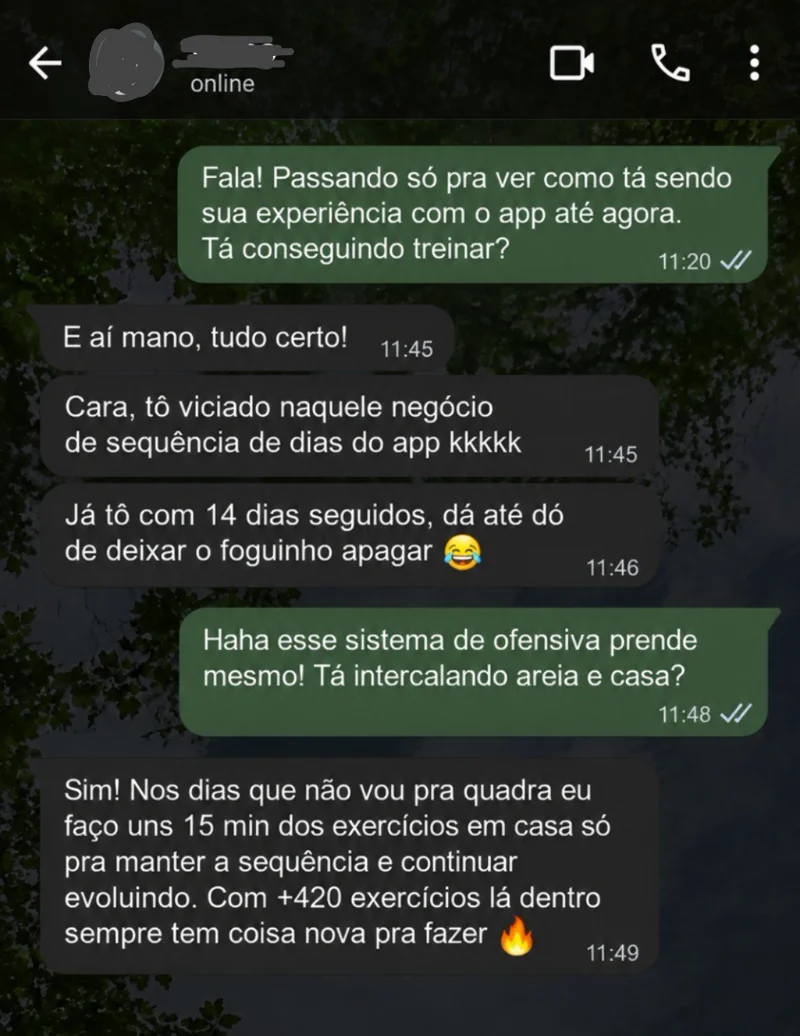 online
Fala! Passando só pra ver como tá sendo
sua experiência com o app até agora.
Tá conseguindo treinar?
11:20
E aí mano, tudo certo!
11:45
Cara, tô viciado naquele negócio
de sequência de dias do app kkkkk
11:45
Já tô com 14 dias seguidos, dá até dó
de deixar o foguinho apagar 😂
11:46
Haha esse sistema de ofensiva prende
mesmo! Tá intercalando areia e casa?
11:48
Sim! Nos dias que não vou pra quadra eu
faço uns 15 min dos exercícios em casa só
pra manter a sequência e continuar
evoluindo. Com +420 exercícios lá dentro
sempre tem coisa nova pra fazer 🔥
11:49